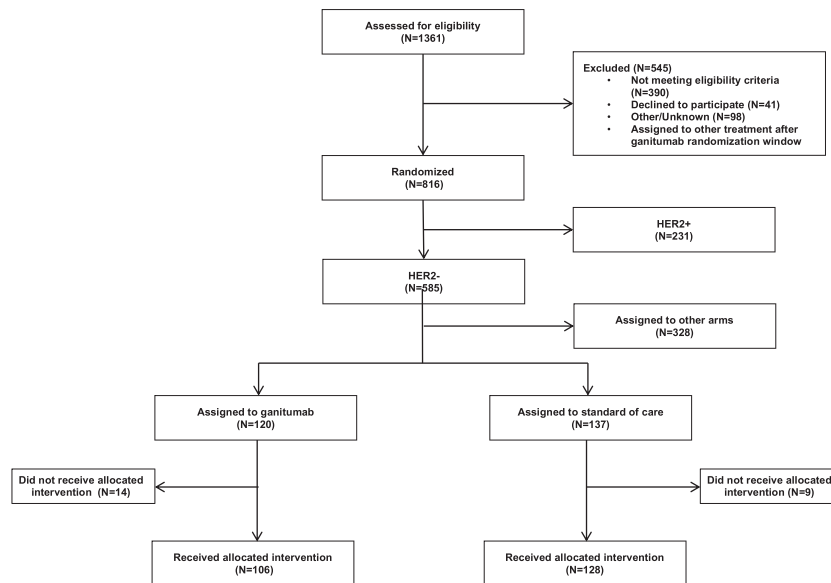 Assessed for eligibility
(N=1361)
Excluded (N=545)
• Not meeting eligibility criteria
(N=390)
• Declined to participate (N=41)
• Other/Unknown (N=98)
• Assigned to other treatment after
ganitumab randomization window
Randomized
(N=816)
HER2+
(N=231)
HER2-
(N=585)
Assigned to other arms
(N=328)
Assigned to ganitumab
(N=120)
Assigned to standard of care
(N=137)
Did not receive allocated
intervention (N=14)
Did not receive allocated
intervention (N=9)
Received allocated intervention
(N=106)
Received allocated intervention
(N=128)